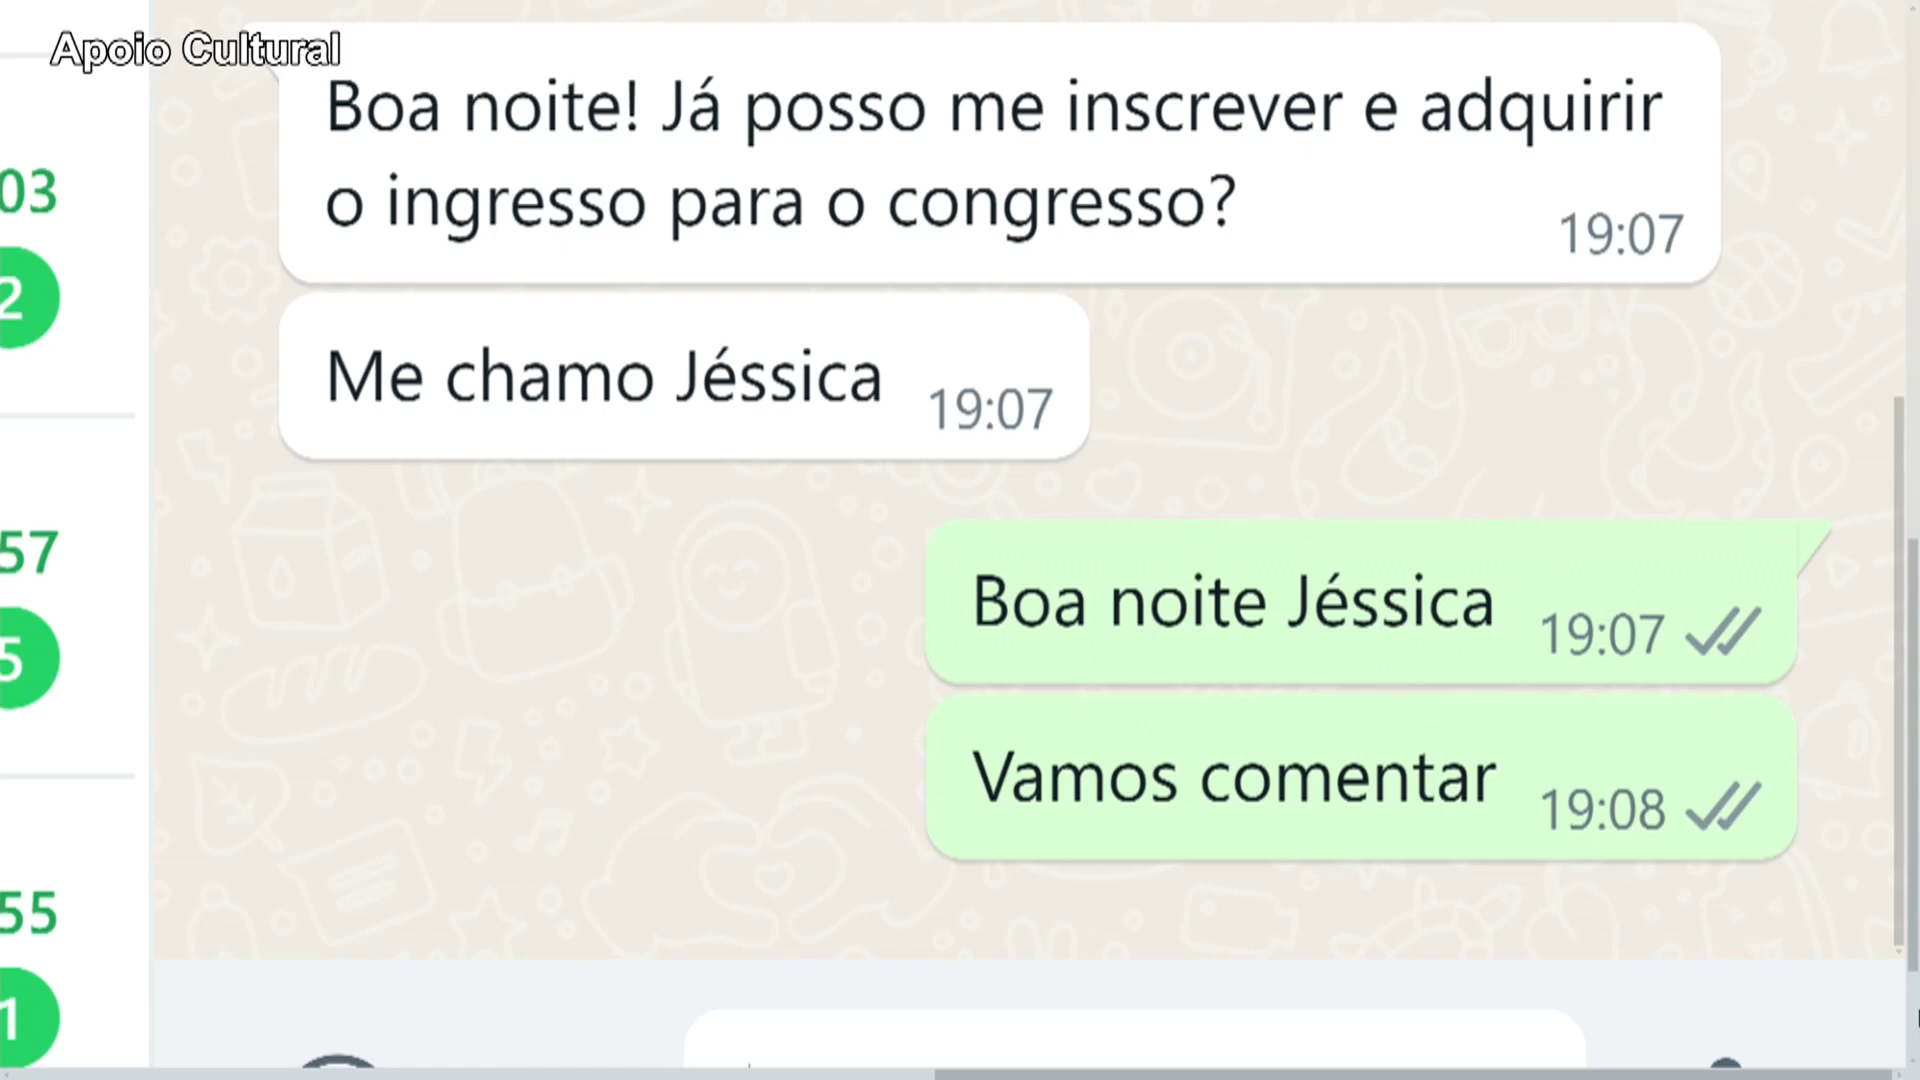 Apoio Cultural
Boa noite! Já posso me inscrever e adquirir
o ingresso para o congresso?
19:07
03
2
Me chamo Jéssica 19:07
57
5
Boa noite Jéssica 19:07
Vamos comentar 19:08
55
1